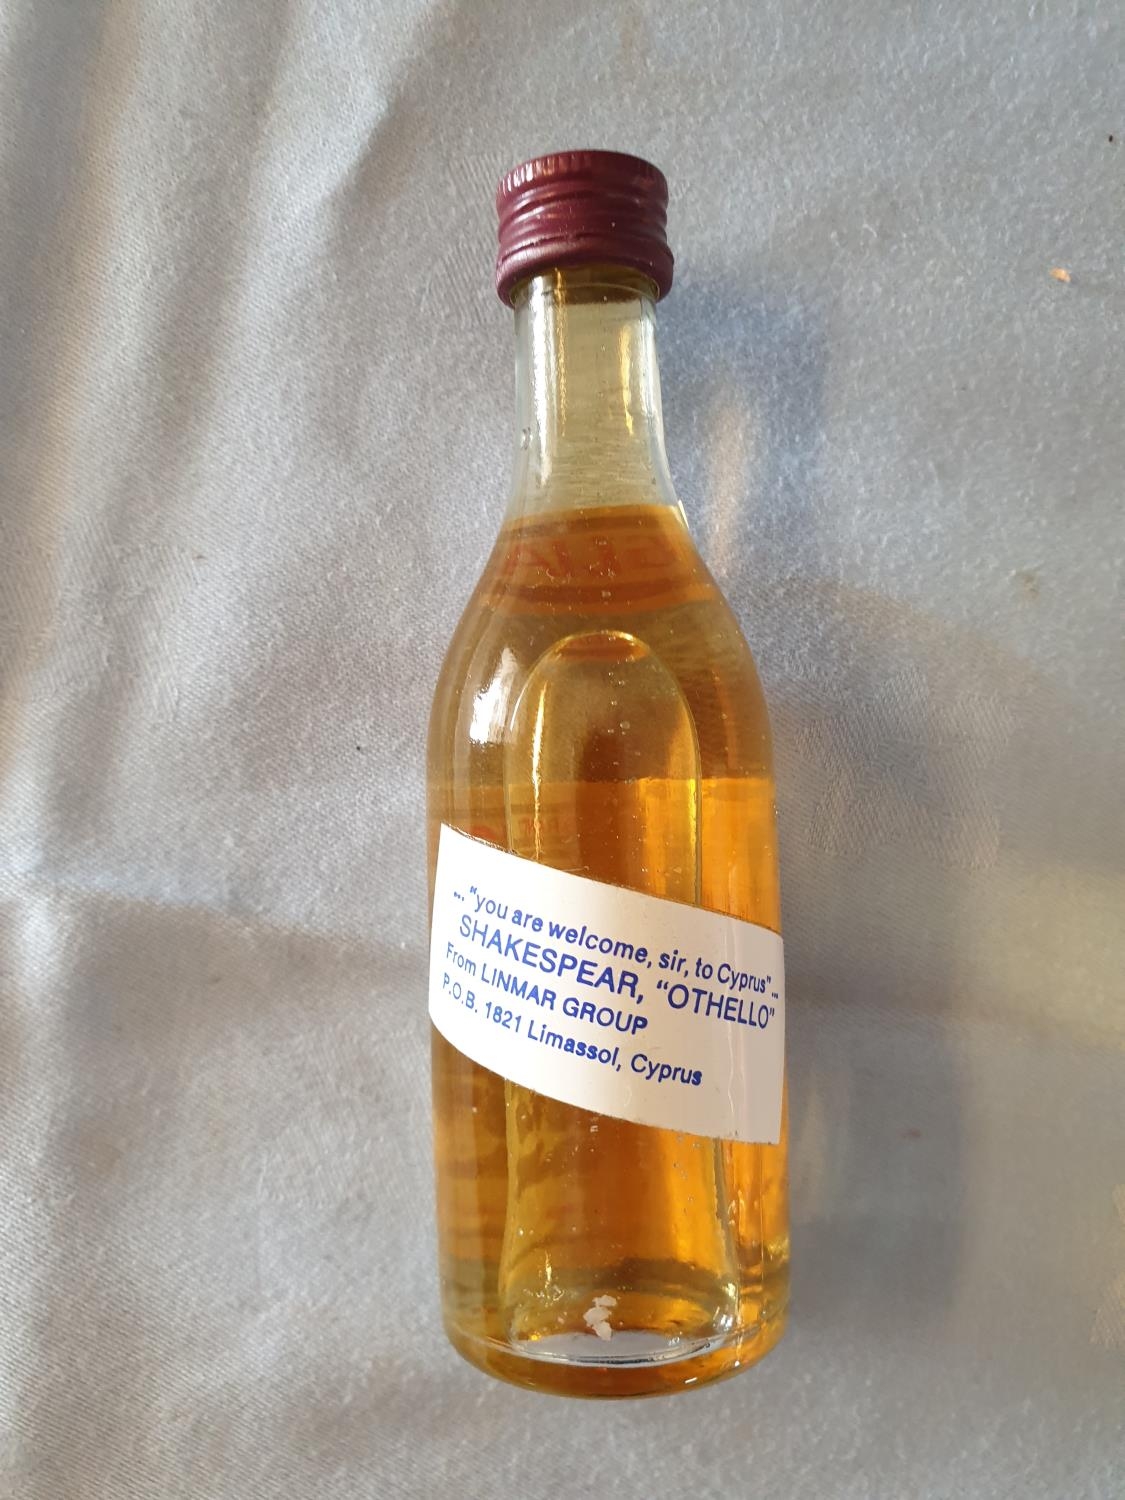 ... "you are welcome, sir, to Cyprus"...
SHAKESPEAR, "OTHELLO"
From LINMAR GROUP
P.O.B. 1821 Limassol, Cyprus